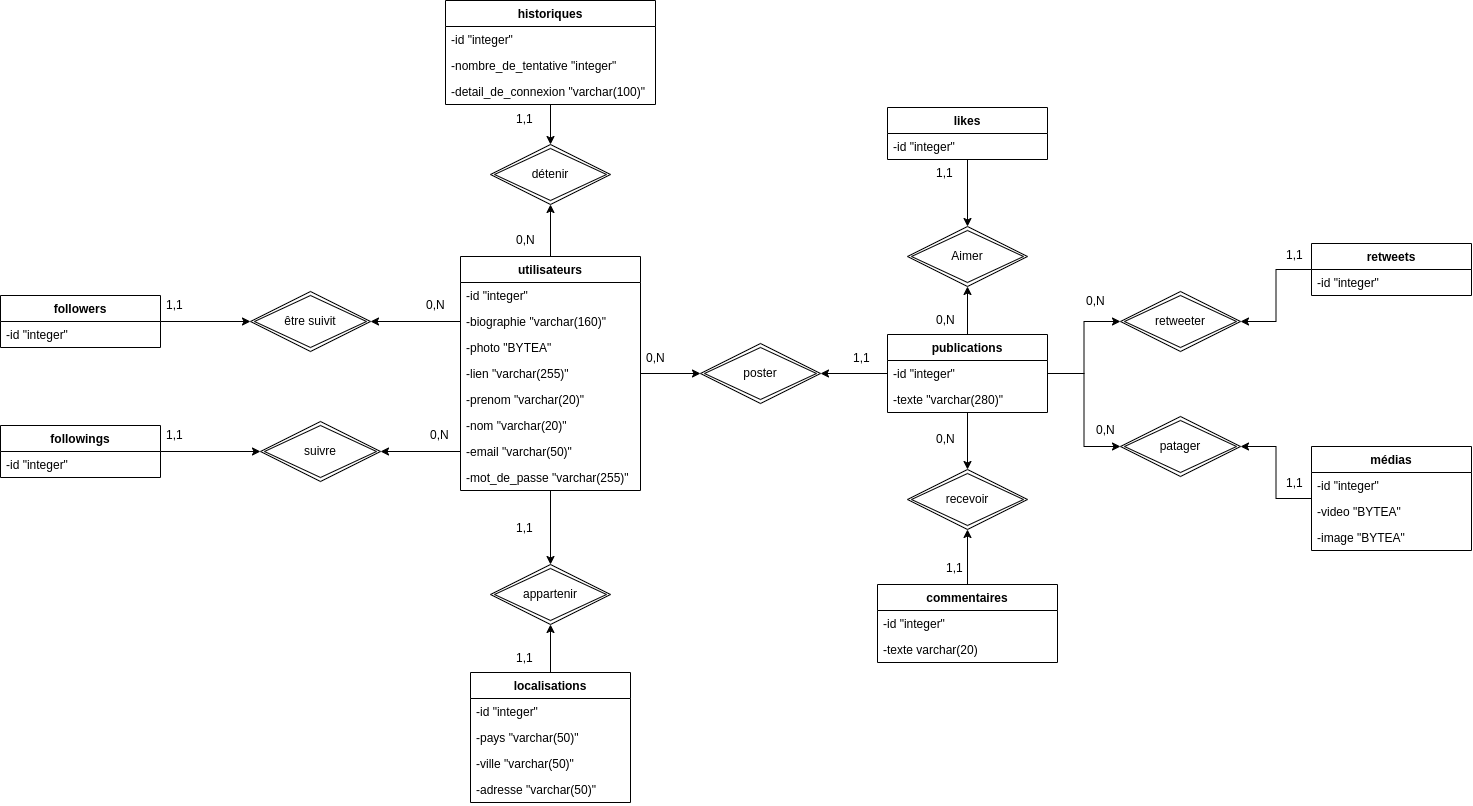 historiques
-id "integer"
-nombre_de_tentative "integer"
-detail_de_connexion "varchar(100)"
1,1
détenir
0,N
utilisateurs
-id "integer"
-biographie "varchar(160)"
-photo "BYTEA"
-lien "varchar(255)"
-prenom "varchar(20)"
-nom "varchar(20)"
-email "varchar(50)"
-mot_de_passe "varchar(255)"
followers
-id "integer"
1,1
être suivit
0,N
followings
-id "integer"
1,1
suivre
0,N
1,1
appartenir
1,1
localisations
-id "integer"
-pays "varchar(50)"
-ville "varchar(50)"
-adresse "varchar(50)"
0,N
poster
1,1
likes
-id "integer"
1,1
Aimer
0,N
publications
-id "integer"
-texte "varchar(280)"
0,N
recevoir
1,1
commentaires
-id "integer"
-texte varchar(20)
0,N
retweeter
1,1
retweets
-id "integer"
0,N
patager
1,1
médias
-id "integer"
-video "BYTEA"
-image "BYTEA"